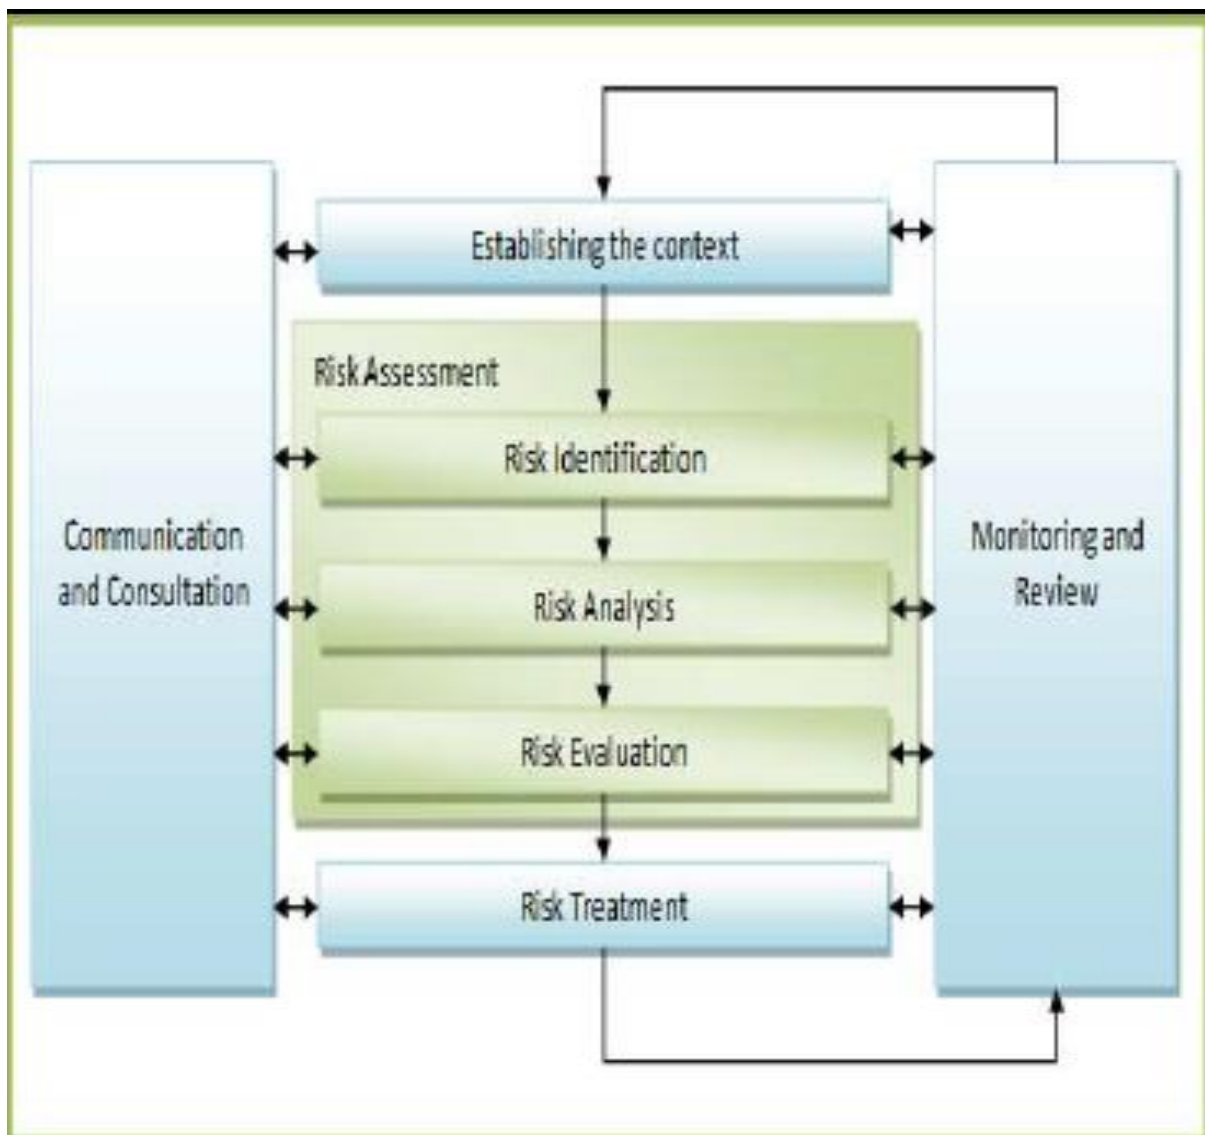 Establishing the context
Risk Assessment
Risk Identification
Communication
and Consultation
Monitoring and
Review
Risk Analysis
Risk Evaluation
Risk Treatment